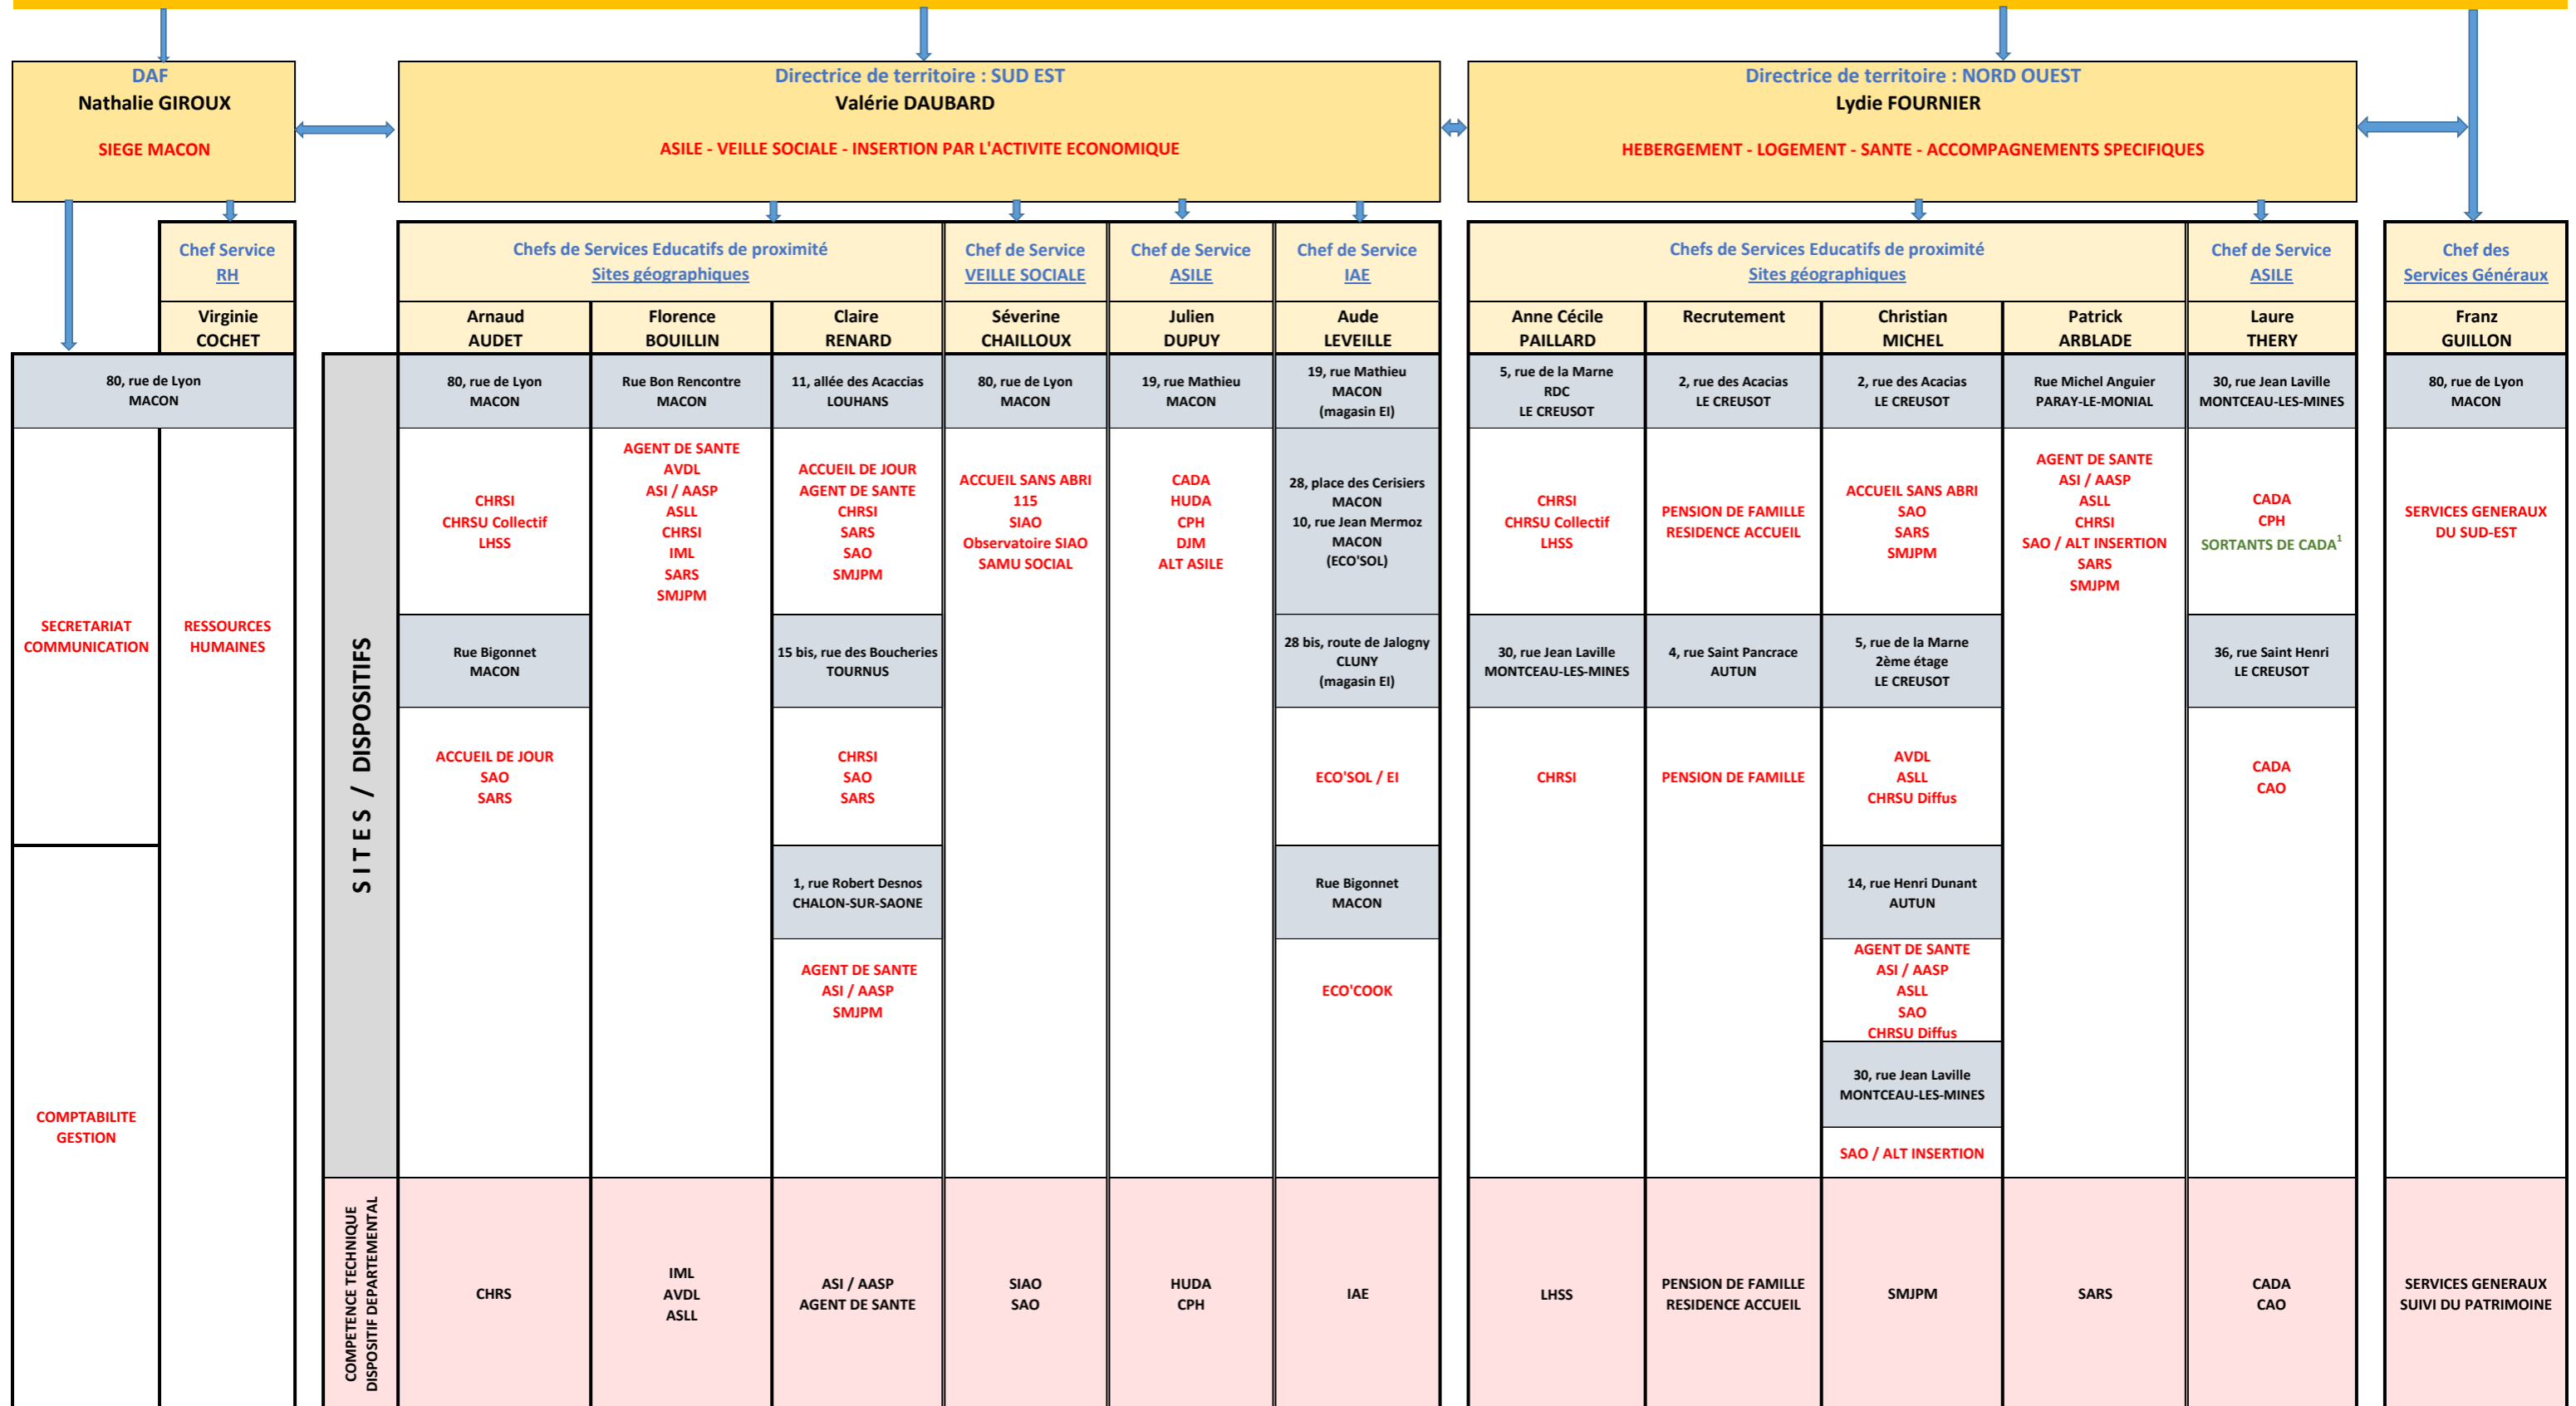 DAF
Nathalie GIROUX
SIEGE MACON
Directrice de territoire : SUD EST
Valérie DAUBARD
ASILE - VEILLE SOCIALE - INSERTION PAR L'ACTIVITE ECONOMIQUE
Directrice de territoire : NORD OUEST
Lydie FOURNIER
HEBERGEMENT - LOGEMENT - SANTE - ACCOMPAGNEMENTS SPECIFIQUES
Chef Service
RH
Virginie
COCHET
80, rue de Lyon
MACON
SECRETARIAT
COMMUNICATION
COMPTABILITE
GESTION
RESSOURCES
HUMAINES
SITES / DISPOSITIFS
COMPETENCE TECHNIQUE
DISPOSITIF DEPARTEMENTAL
Chefs de Services Educatifs de proximité
Sites géographiques
Arnaud
AUDET
80, rue de Lyon
MACON
CHRSI
CHRSU Collectif
LHSS
Rue Bigonnet
MACON
ACCUEIL DE JOUR
SAO
SARS
CHRS
Florence
BOUILLIN
Rue Bon Rencontre
MACON
AGENT DE SANTE
AVDL
ASI / AASP
ASLL
CHRSI
IML
SARS
SMJPM
IML
AVDL
ASLL
Claire
RENARD
11, allée des Acaccias
LOUHANS
ACCUEIL DE JOUR
AGENT DE SANTE
CHRSI
SARS
SAO
SMJPM
15 bis, rue des Boucheries
TOURNUS
CHRSI
SAO
SARS
1, rue Robert Desnos
CHALON-SUR-SAONE
AGENT DE SANTE
ASI / AASP
SMJPM
ASI / AASP
AGENT DE SANTE
Chef de Service
VEILLE SOCIALE
Séverine
CHAILLOUX
80, rue de Lyon
MACON
ACCUEIL SANS ABRI
115
SIAO
Observatoire SIAO
SAMU SOCIAL
SIAO
SAO
Chef de Service
ASILE
Julien
DUPUY
19, rue Mathieu
MACON
CADA
HUDA
CPH
DJM
ALT ASILE
HUDA
CPH
Chef de Service
IAE
Aude
LEVEILLE
19, rue Mathieu
MACON
(magasin EI)
28, place des Cerisiers
MACON
10, rue Jean Mermoz
MACON
(ECO'SOL)
28 bis, route de Jalogny
CLUNY
(magasin EI)
ECO'SOL / EI
Rue Bigonnet
MACON
ECO'COOK
IAE
Chefs de Services Educatifs de proximité
Sites géographiques
Anne Cécile
PAILLARD
5, rue de la Marne
RDC
LE CREUSOT
CHRSI
CHRSU Collectif
LHSS
30, rue Jean Laville
MONTCEAU-LES-MINES
CHRSI
LHSS
Recrutement
2, rue des Acacias
LE CREUSOT
PENSION DE FAMILLE
RESIDENCE ACCUEIL
4, rue Saint Pancrace
AUTUN
PENSION DE FAMILLE
PENSION DE FAMILLE
RESIDENCE ACCUEIL
Christian
MICHEL
2, rue des Acacias
LE CREUSOT
ACCUEIL SANS ABRI
SAO
SARS
SMJPM
5, rue de la Marne
2ème étage
LE CREUSOT
AVDL
ASLL
CHRSU Diffus
14, rue Henri Dunant
AUTUN
AGENT DE SANTE
ASI / AASP
ASLL
SAO
CHRSU Diffus
30, rue Jean Laville
MONTCEAU-LES-MINES
SAO / ALT INSERTION
SMJPM
Patrick
ARBLADE
Rue Michel Anguier
PARAY-LE-MONIAL
AGENT DE SANTE
ASI / AASP
ASLL
CHRSI
SAO / ALT INSERTION
SARS
SMJPM
SARS
Chef de Service
ASILE
Laure
THERY
30, rue Jean Laville
MONTCEAU-LES-MINES
CADA
CPH
SORTANTS DE CADA¹
36, rue Saint Henri
LE CREUSOT
CADA
CAO
CADA
CAO
Chef des
Services Généraux
Franz
GUILLON
80, rue de Lyon
MACON
SERVICES GENERAUX
DU SUD-EST
SERVICES GENERAUX
SUIVI DU PATRIMOINE